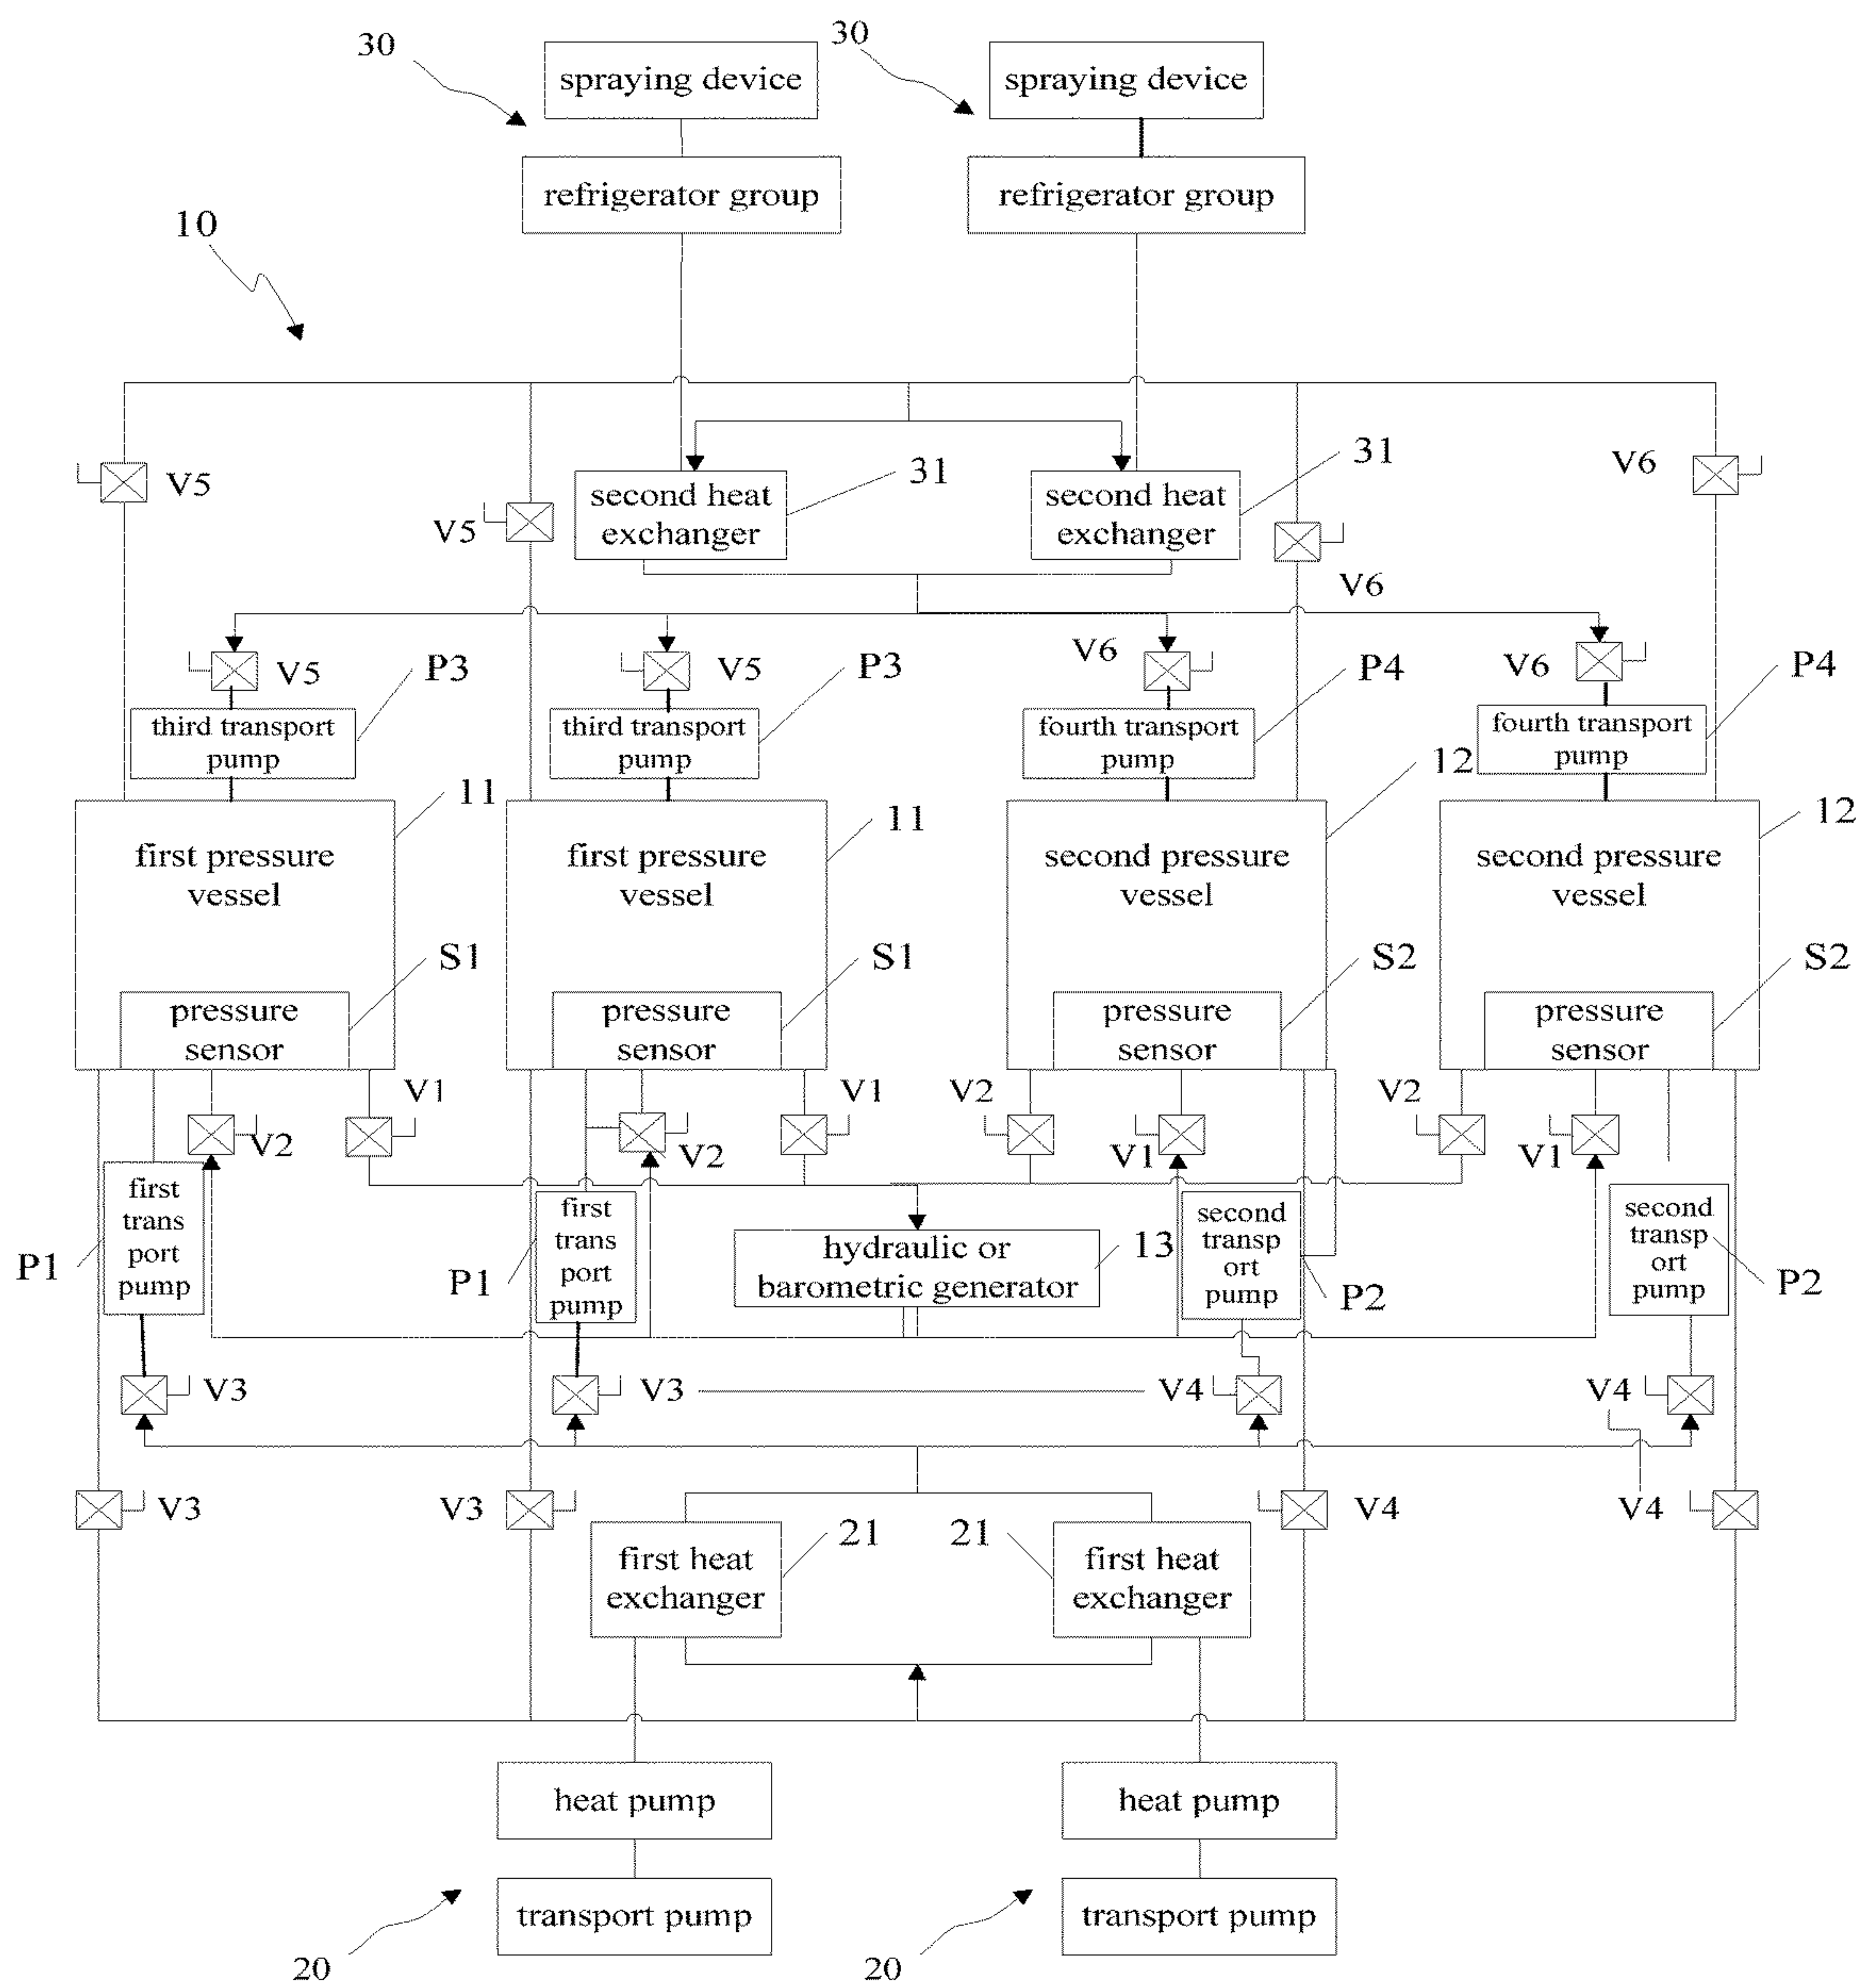 30
30
spraying device
spraying device
refrigerator group
refrigerator group
10
V5
V5
second heat
exchanger
31
second heat
exchanger
31
V6
V6
V5
P3
V5
P3
V6
P4
V6
P4
third transport
pump
third transport
pump
fourth transport
pump
fourth transport
pump
11
11
12
12
first pressure
vessel
first pressure
vessel
second pressure
vessel
second pressure
vessel
S1
S1
S2
S2
pressure
sensor
pressure
sensor
pressure
sensor
pressure
sensor
V1
V2
V1
V2
V2
V1
V2
V1
first
trans
port
pump
P1
first
trans
port
pump
P1
hydraulic or
barometric generator
13
second
transp
ort
pump
P2
second
transp
ort
pump
P2
V3
V3
V4
V4
V3
V3
V4
V4
first heat
exchanger
21
21
first heat
exchanger
heat pump
heat pump
transport pump
transport pump
20
20